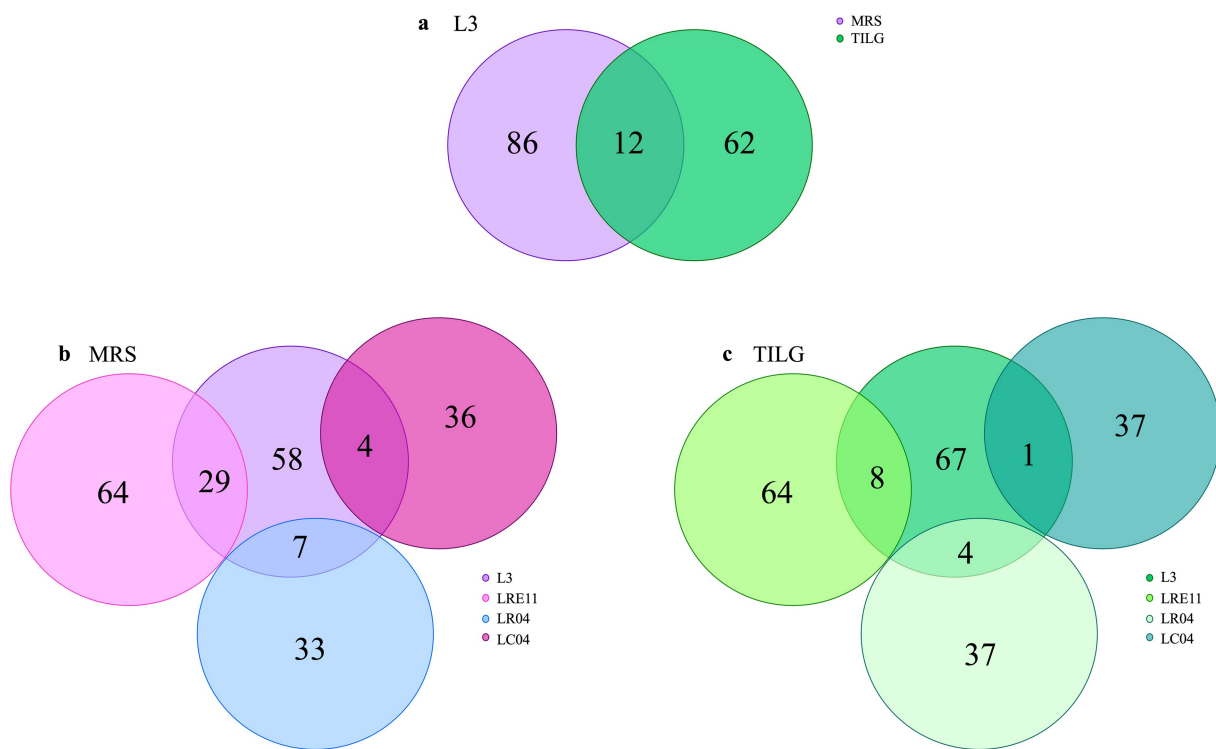 a L3
MRS
TILG
86
12
62
b MRS
64
29
58
4
36
7
33
L3
LRE11
LR04
LC04
c TILG
64
8
67
1
37
4
37
L3
LRE11
LR04
LC04